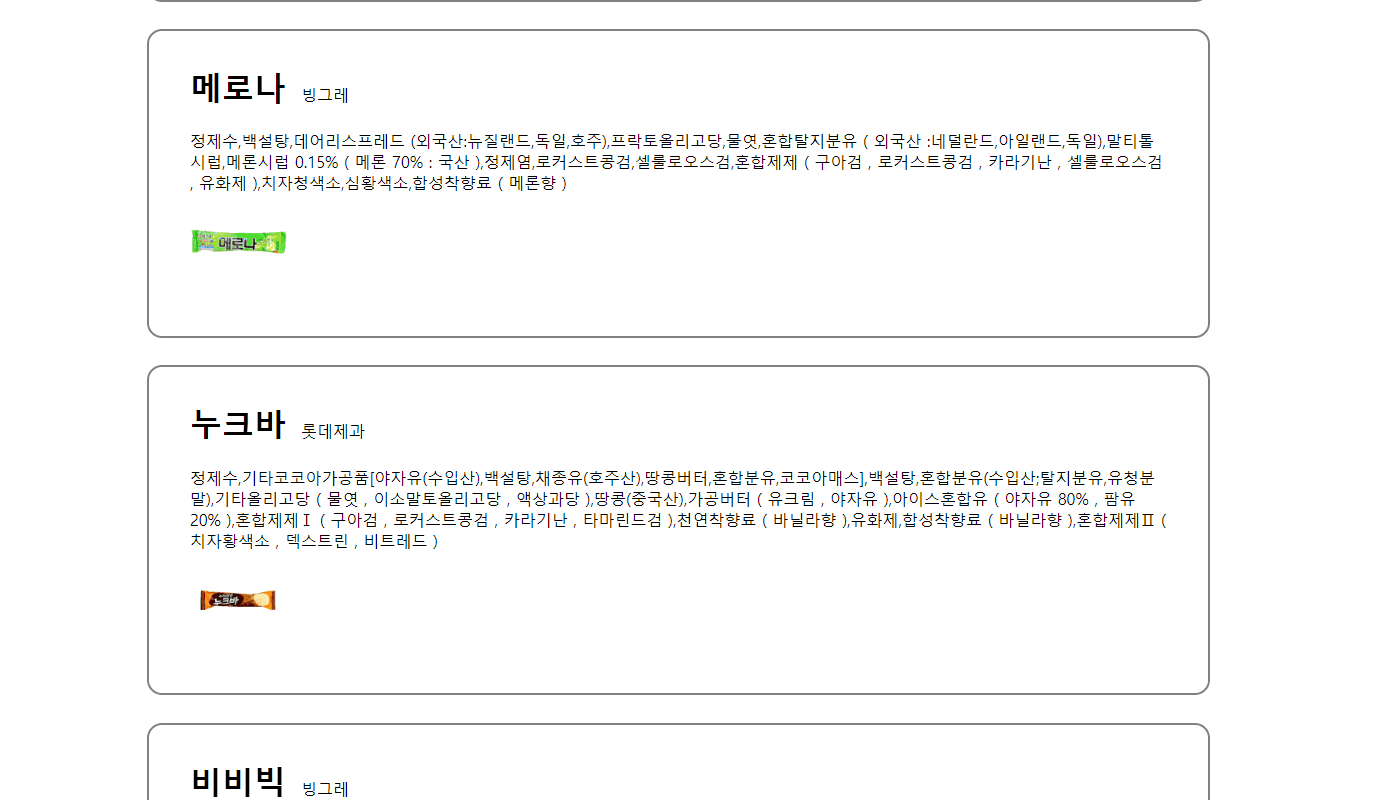 메로나 빙그레
정제수,백설탕,데어리스프레드 (외국산:뉴질랜드,독일,호주),프락토올리고당,물엿,혼합탈지분유 ( 외국산 :네덜란드,아일랜드,독일),말티톨
시럽,메론시럽 0.15% ( 메론 70% : 국산 ),정제염,로커스트콩검,셀룰로오스검,혼합제제 ( 구아검 , 로커스트콩검 , 카라기난 , 셀룰로오스검
, 유화제 ),치자청색소,심황색소,합성착향료 ( 메론향 )
메로나
누크바 롯데제과
정제수,기타코코아가공품[야자유(수입산),백설탕,채종유(호주산),땅콩버터,혼합분유,코코아매스],백설탕,혼합분유(수입산;탈지분유,유청분
말),기타올리고당 ( 물엿 , 이소말토올리고당 , 액상과당 ),땅콩(중국산),가공버터 ( 유크림 , 야자유 ),아이스혼합유 ( 야자유 80% , 팜유
20% ),혼합제제Ⅰ ( 구아검 , 로커스트콩검 , 카라기난 , 타마린드검 ),천연착향료 ( 바닐라향 ),유화제,합성착향료 ( 바닐라향 ),혼합제제Ⅱ (
치자황색소 , 덱스트린 , 비트레드 )
누크바
비비빅 빙그레